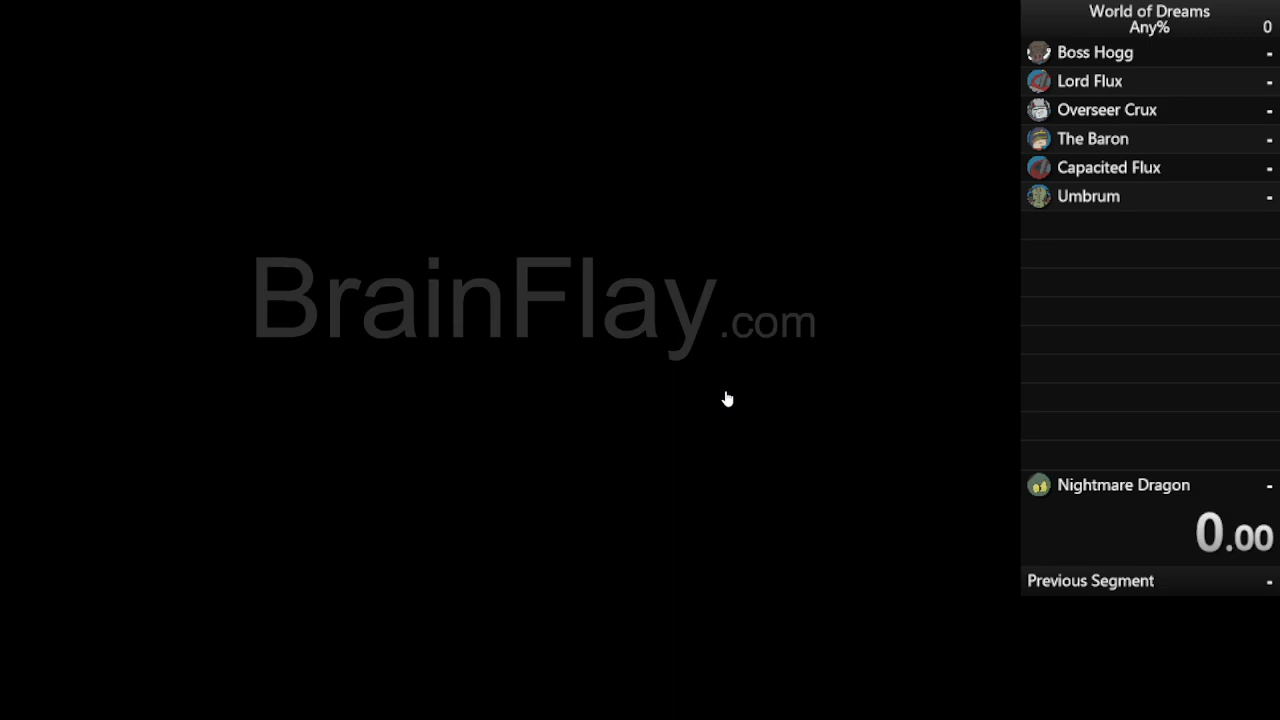 BrainFlay.com
World of Dreams
Any% 0
Boss Hogg -
Lord Flux -
Overseer Crux -
The Baron -
Capacited Flux -
Umbrum -
Nightmare Dragon -
0.00
Previous Segment -